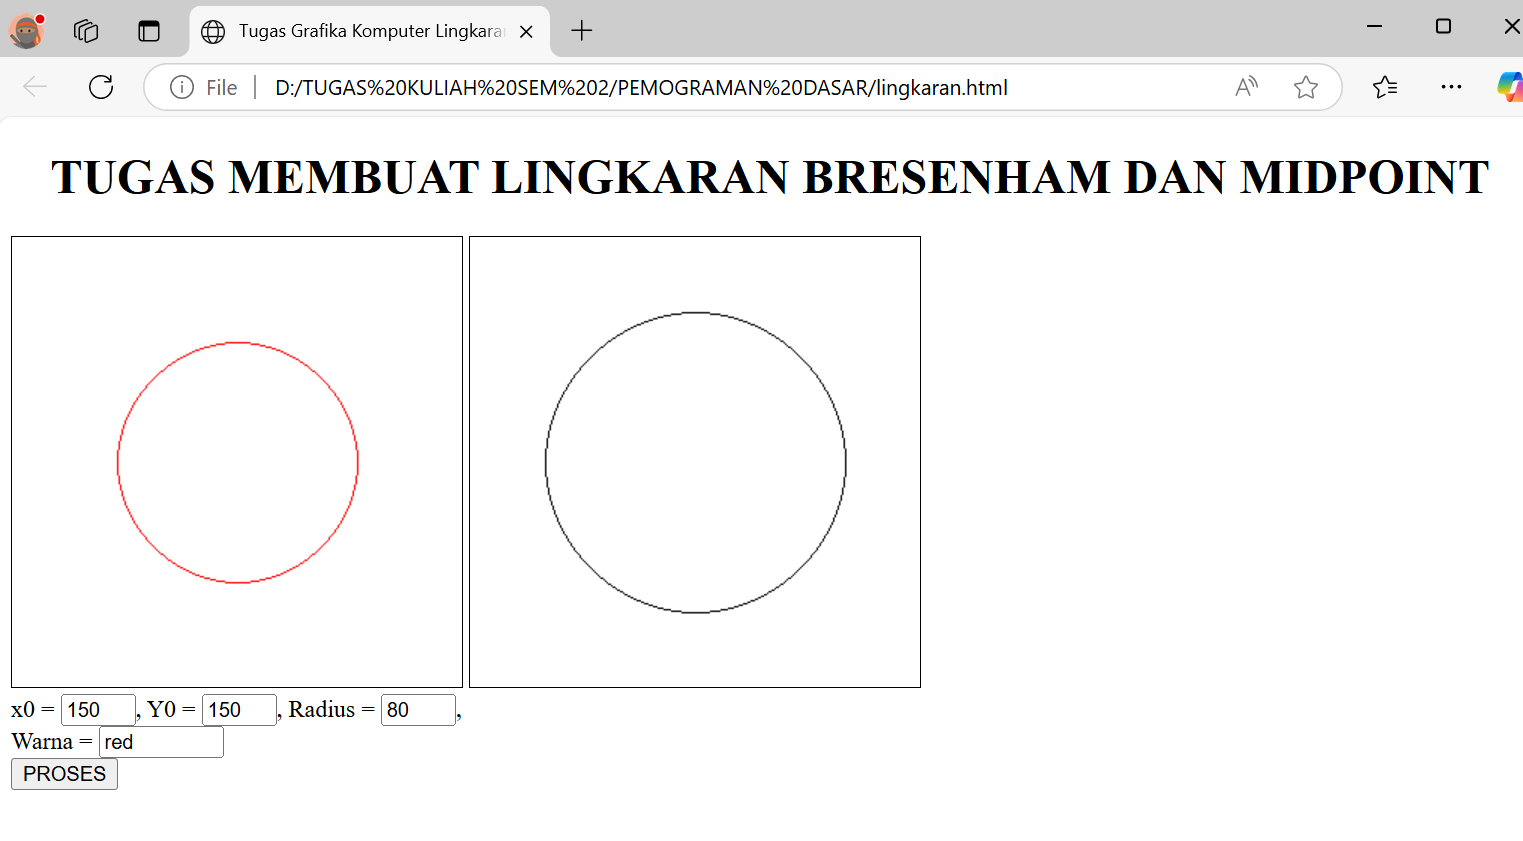 Tugas Grafika Komputer Lingkara
File
D:/TUGAS%20KULIAH%20SEM%202/PEMOGRAMAN%20DASAR/lingkaran.html
TUGAS MEMBUAT LINGKARAN BRESENHAM DAN MIDPOINT
x0 = 150, Y0 = 150, Radius = 80,
Warna = red
PROSES